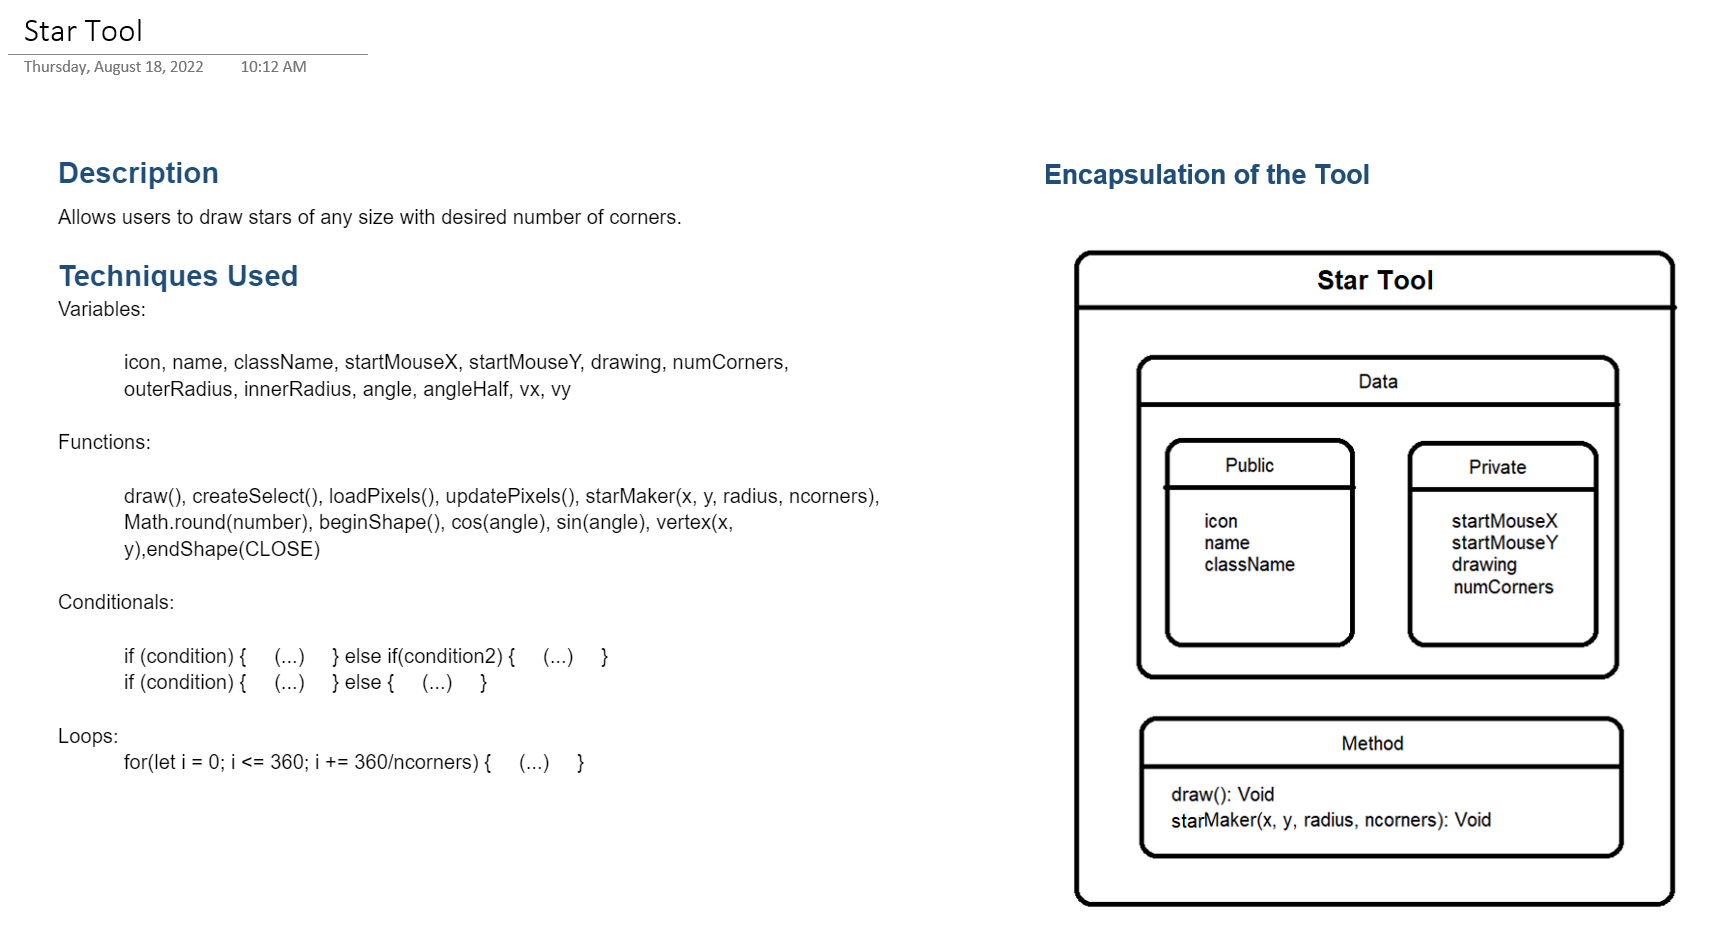 Star Tool
Thursday, August 18, 2022 10:12 AM
Description
Allows users to draw stars of any size with desired number of corners.
Techniques Used
Variables:
icon, name, className, startMouseX, startMouseY, drawing, numCorners,
outerRadius, innerRadius, angle, angleHalf, vx, vy
Functions:
draw(), createSelect(), loadPixels(), updatePixels(), starMaker(x, y, radius, ncorners),
Math.round(number), beginShape(), cos(angle), sin(angle), vertex(x,
y),endShape(CLOSE)
Conditionals:
if (condition) { (...) } else if(condition2) { (...) }
if (condition) { (...) } else { (...) }
Loops:
for(let i = 0; i <= 360; i += 360/ncorners) { (...) }
Encapsulation of the Tool
Star Tool
Data
Public
icon
name
className
Private
startMouseX
startMouseY
drawing
numCorners
Method
draw(): Void
starMaker(x, y, radius, ncorners): Void